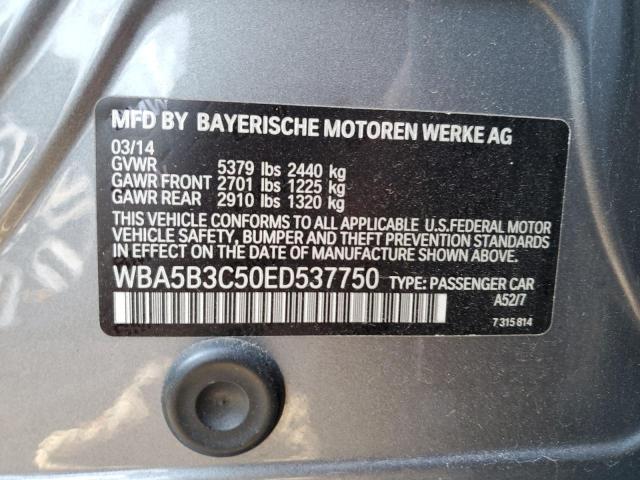 MFD BY BAYERISCHE MOTOREN WERKE AG
03/14
GVWR 5379 lbs 2440 kg
GAWR FRONT 2701 lbs 1225 kg
GAWR REAR 2910 lbs 1320 kg
THIS VEHICLE CONFORMS TO ALL APPLICABLE U.S.FEDERAL MOTOR
VEHICLE SAFETY, BUMPER AND THEFT PREVENTION STANDARDS
IN EFFECT ON THE DATE OF MANUFACTURE SHOWN ABOVE.
WBA5B3C50ED537750 TYPE: PASSENGER CAR
A52/7
7 315 814